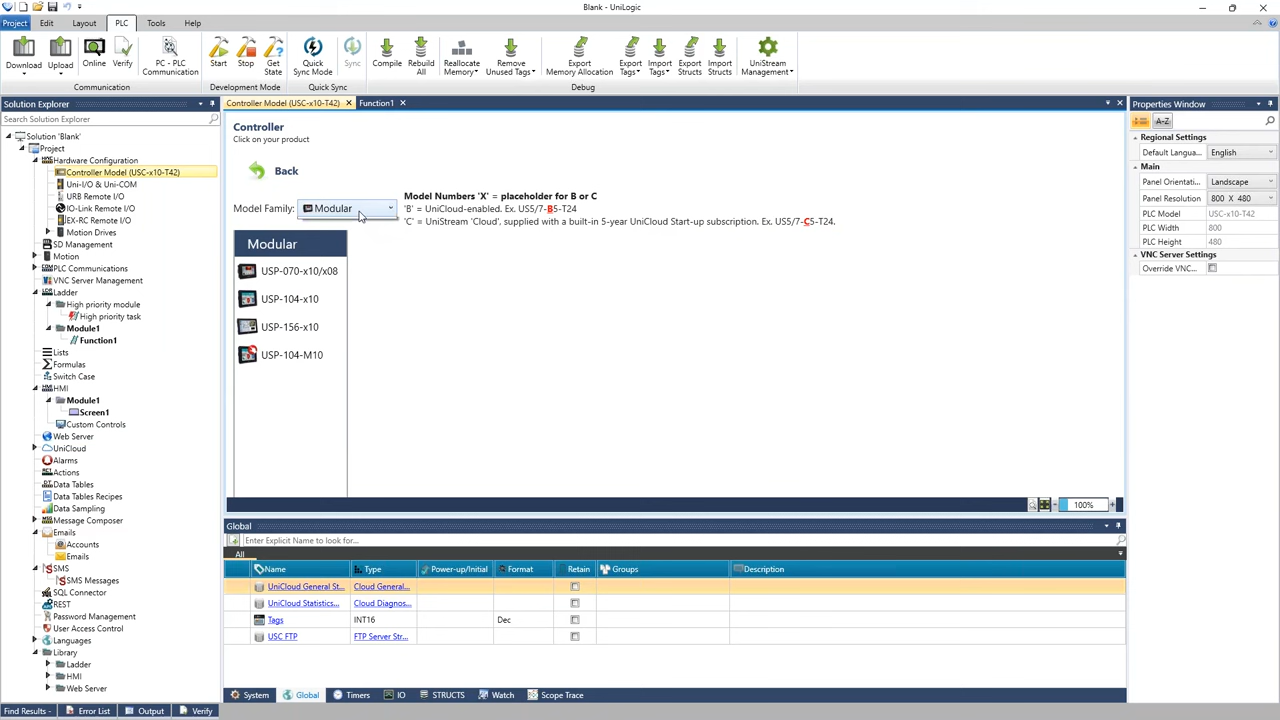 Blank - UniLogic
Project Edit Layout PLC Tools Help
Download Upload Online Verify PC - PLC Communication Start Stop Get State Quick Sync Mode Sync Compile Rebuild All Reallocate Memory Remove Unused Tags Export Memory Allocation Export Tags Import Tags Export Structs Import Structs UniStream Management
Communication Development Mode Quick Sync Debug
Solution Explorer
Search Solution Explorer
Solution 'Blank'
Project
Hardware Configuration
Controller Model (USC-x10-T42)
Uni-I/O & Uni-COM
URB Remote I/O
IO-Link Remote I/O
EX-RC Remote I/O
Motion Drives
SD Management
Motion
PLC Communications
VNC Server Management
Ladder
High priority module
High priority task
Module1
Function1
Lists
Formulas
Switch Case
HMI
Module1
Screen1
Custom Controls
Web Server
UniCloud
Alarms
Actions
Data Tables
Data Tables Recipes
Data Sampling
Message Composer
Emails
Accounts
Emails
SMS
SMS Messages
SQL Connector
REST
Password Management
User Access Control
Languages
Library
Ladder
HMI
Web Server
Find Results - Error List Output Verify
Controller Model (USC-x10-T42) Function1
Controller
Click on your product
Back
Model Family: Modular
Model Numbers 'X' = placeholder for B or C
'B' = UniCloud-enabled. Ex. US5/7-B5-T24
'C' = UniStream 'Cloud', supplied with a built-in 5-year UniCloud Start-up subscription. Ex. US5/7-C5-T24.
Modular
USP-070-x10/x08
USP-104-x10
USP-156-x10
USP-104-M10
100%
Global
Enter Explicit Name to look for...
All
Name Type Power-up/Initial Format Retain Groups Description
UniCloud General St... Cloud General...
UniCloud Statistics... Cloud Diagnos...
Tags INT16 Dec
USC FTP FTP Server Str...
System Global Timers IO STRUCTS Watch Scope Trace
Properties Window
A-Z
Regional Settings
Default Langua... English
Main
Panel Orientat... Landscape
Panel Resolution 800 X 480
PLC Model USC-x10-T42
PLC Width 800
PLC Height 480
VNC Server Settings
Override VNC...